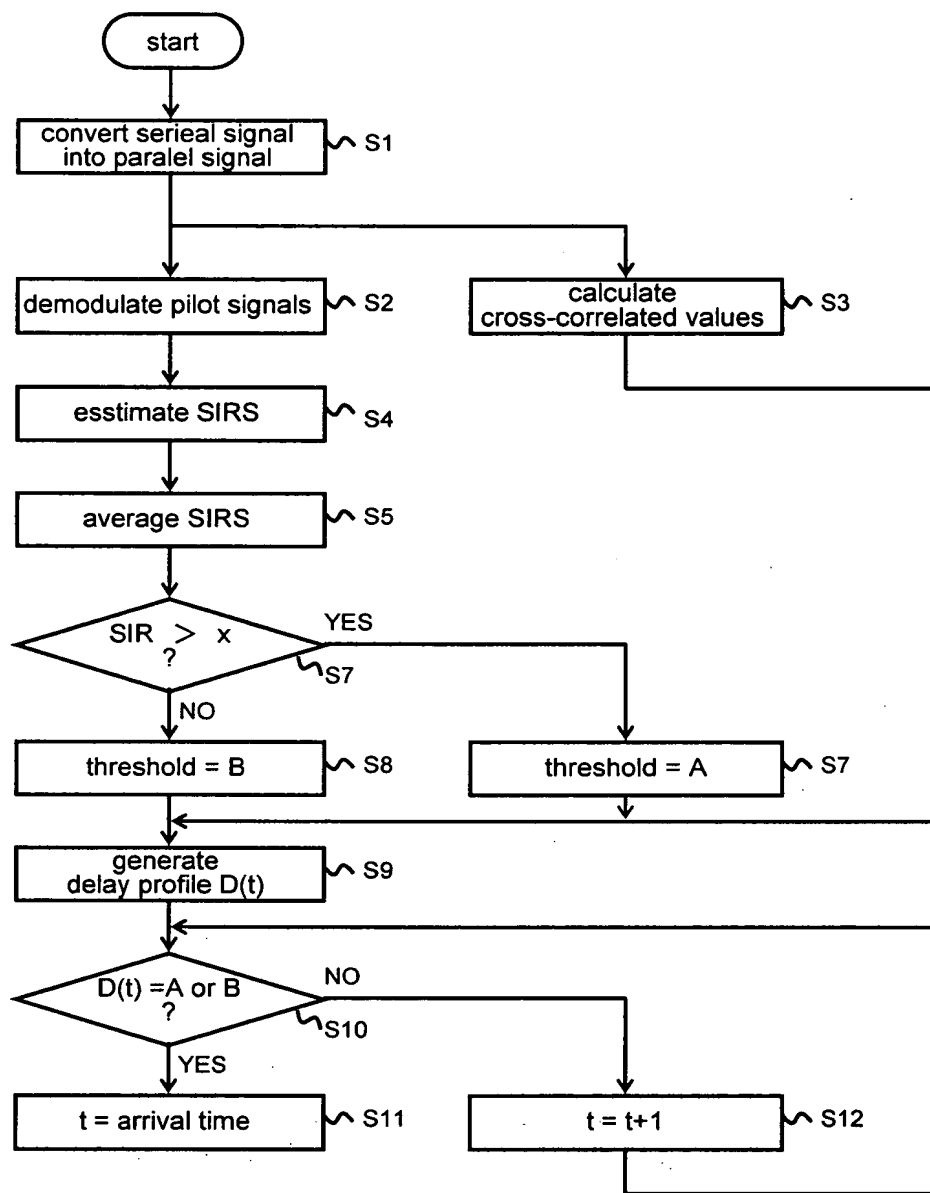 start
convert serieal signal
into paralel signal
S1
demodulate pilot signals
S2
calculate
cross-correlated values
S3
esstimate SIRS
S4
average SIRS
S5
SIR > x
?
YES
S7
NO
threshold = B
S8
threshold = A
S7
generate
delay profile D(t)
S9
D(t) =A or B
?
NO
S10
YES
t = arrival time
S11
t = t+1
S12